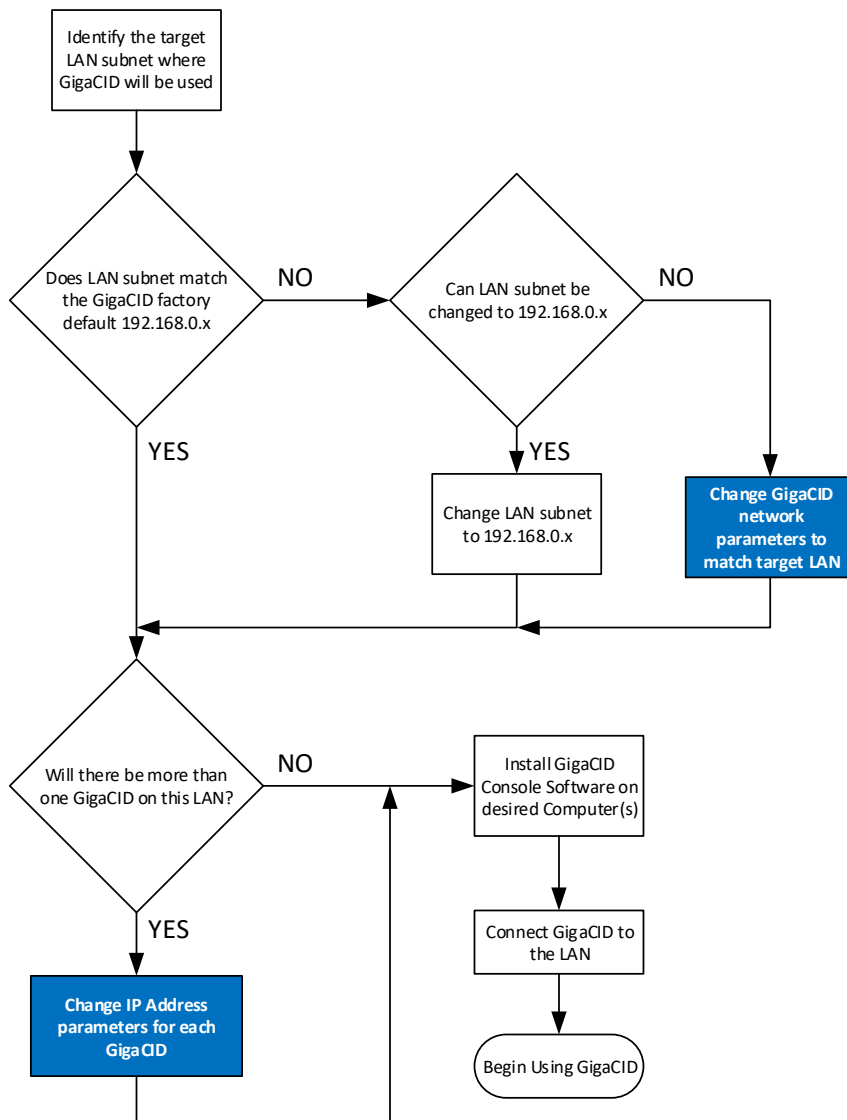 Identify the target
LAN subnet where
GigaCID will be used
Does LAN subnet match
the GigaCID factory
default 192.168.0.x
NO
Can LAN subnet be
changed to 192.168.0.x
NO
YES
YES
Change LAN subnet
to 192.168.0.x
Change GigaCID
network
parameters to
match target LAN
Will there be more than
one GigaCID on this LAN?
NO
Install GigaCID
Console Software on
desired Computer(s)
YES
Connect GigaCID to
the LAN
Change IP Address
parameters for each
GigaCID
Begin Using GigaCID